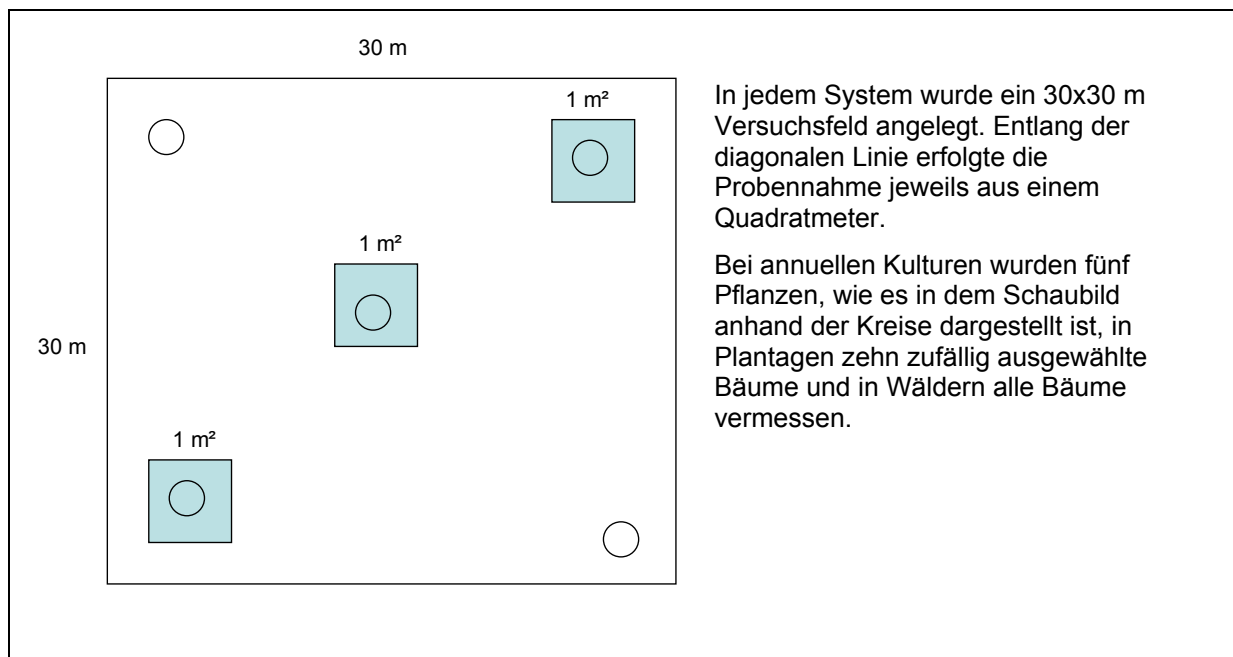 30 m
1 m²
1 m²
30 m
1 m²
In jedem System wurde ein 30x30 m
Versuchsfeld angelegt. Entlang der
diagonalen Linie erfolgte die
Probennahme jeweils aus einem
Quadratmeter.
Bei annuellen Kulturen wurden fünf
Pflanzen, wie es in dem Schaubild
anhand der Kreise dargestellt ist, in
Plantagen zehn zufällig ausgewählte
Bäume und in Wäldern alle Bäume
vermessen.